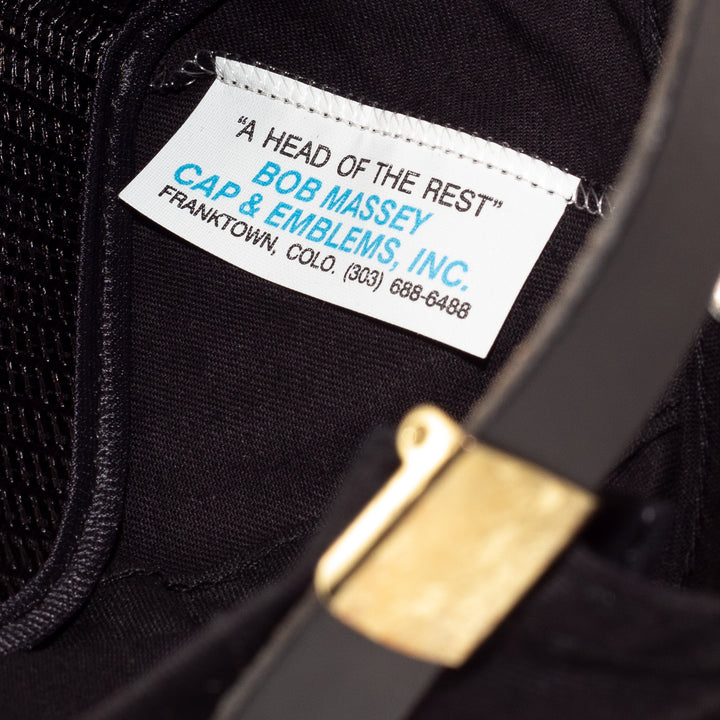 "A HEAD OF THE REST"
BOB MASSEY
CAP & EMBLEMS, INC.
FRANKTOWN, COLO. (303) 688-6488